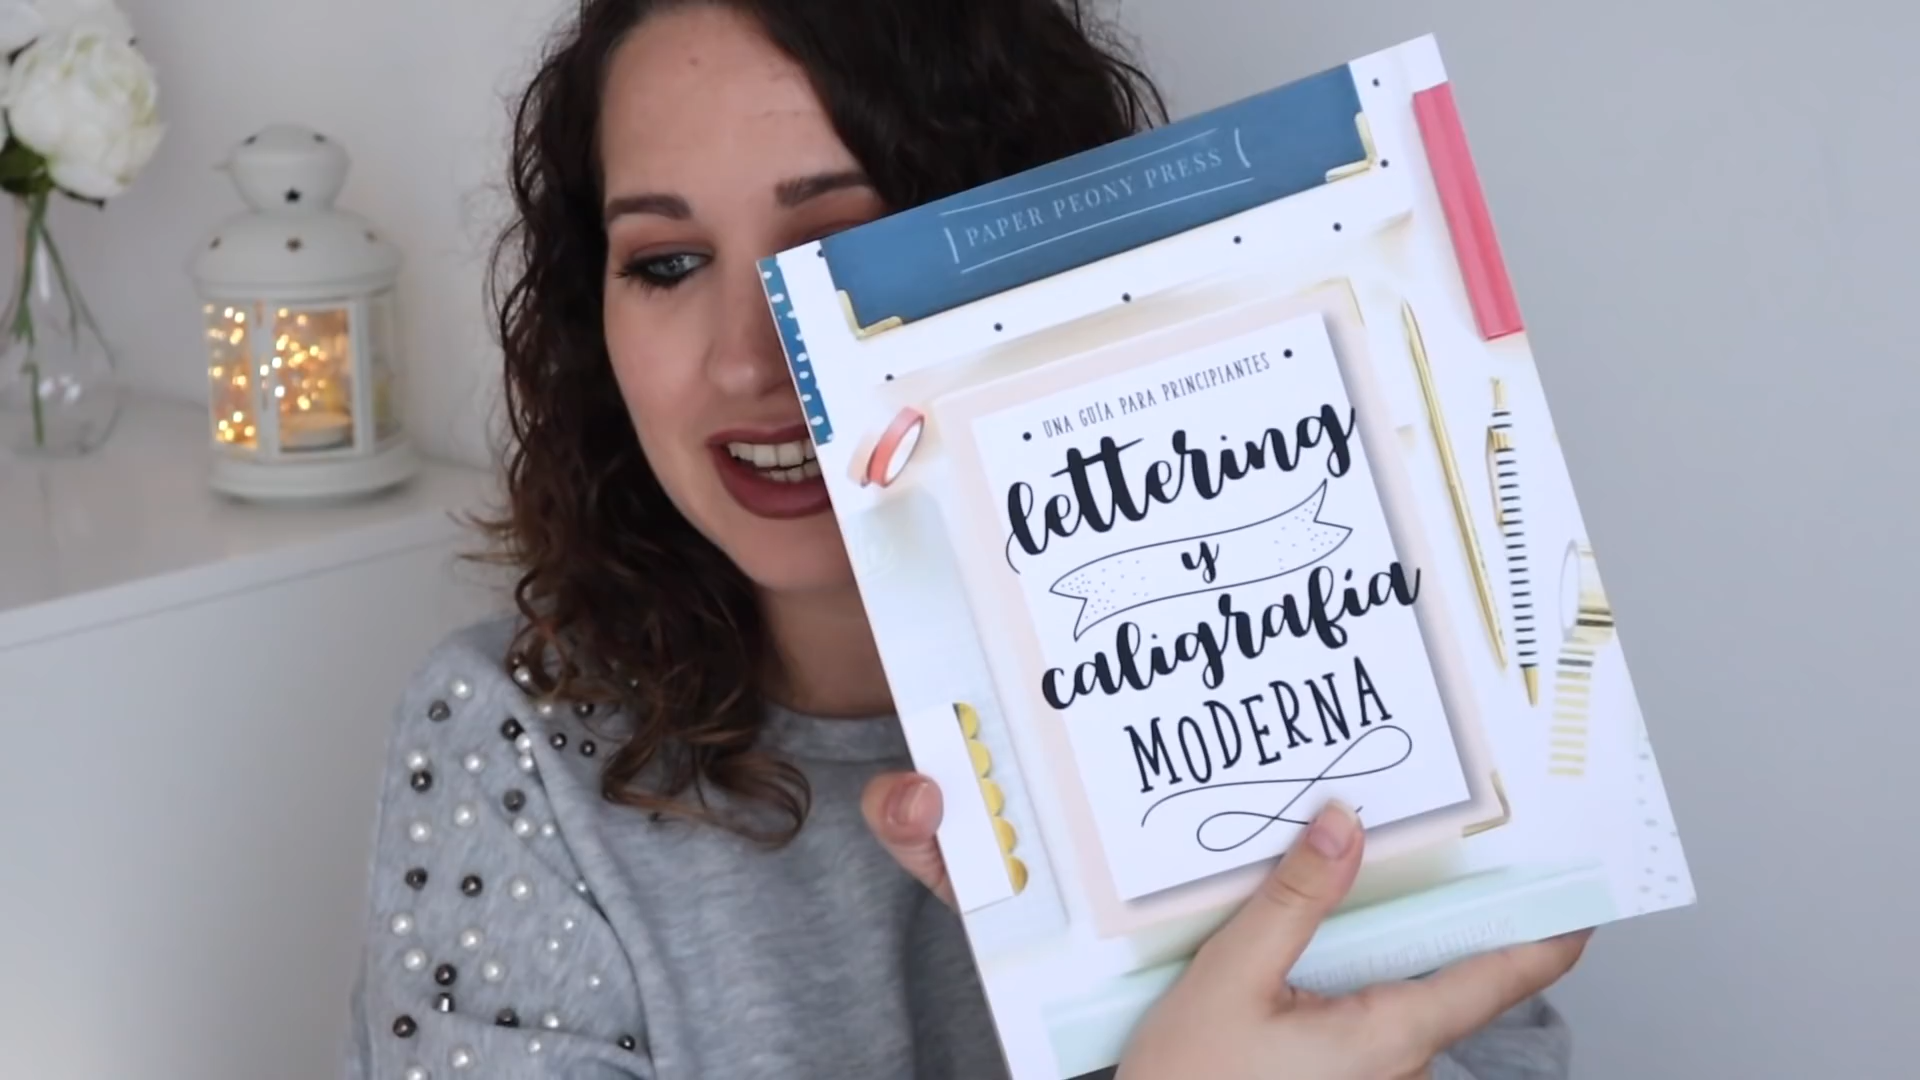 PAPER PEONY PRESS
UNA GUÍA PARA PRINCIPIANTES
lettering
y
caligrafía
MODERNA